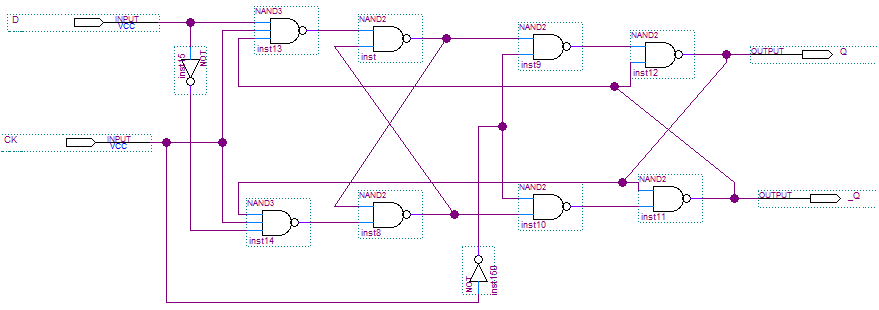 D
INPUT
VCC
NAND3
inst13
NAND2
inst
NAND2
inst9
NAND2
inst12
OUTPUT
Q
inst15
NOT
CK
INPUT
VCC
NAND3
inst14
NAND2
inst8
NAND2
inst10
NAND2
inst11
OUTPUT
_Q
NOT